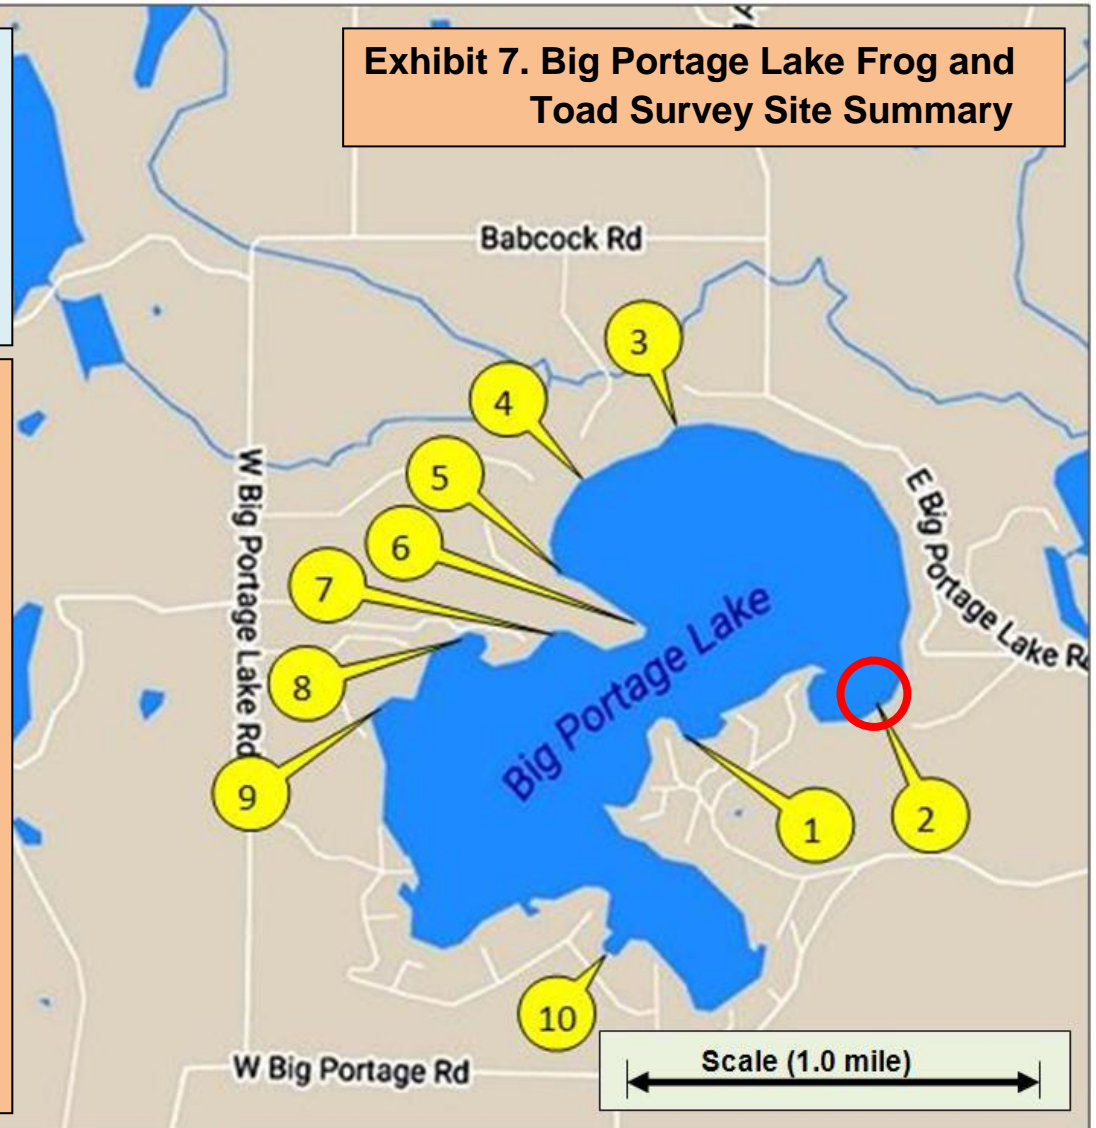 Exhibit 7. Big Portage Lake Frog and
Toad Survey Site Summary
Babcock Rd
3
4
5
6
7
8
9
W Big Portage Lake Rd
E Big Portage Lake
Big Portage Lake
1
2
10
W Big Portage Rd
Scale (1.0 mile)